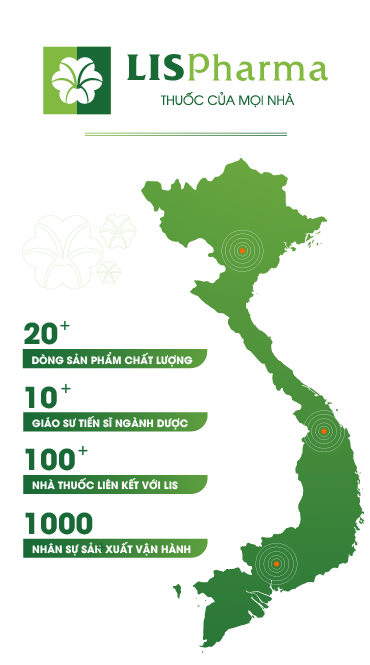 LISPharma
THUỐC CỦA MỌI NHÀ
20+
DÒNG SẢN PHẨM CHẤT LƯỢNG
10+
GIÁO SƯ TIẾN SĨ NGÀNH DƯỢC
100+
NHÀ THUỐC LIÊN KẾT VỚI LIS
1000
NHÂN SỰ SẢN XUẤT VẬN HÀNH